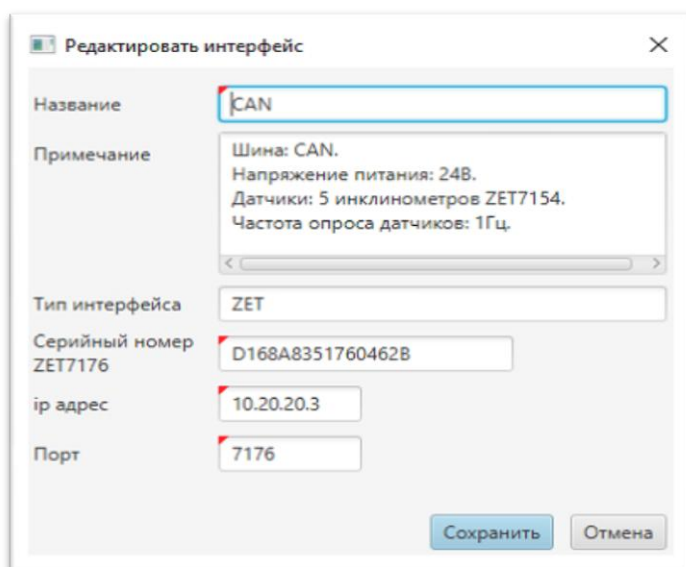 Редактировать интерфейс
Название
CAN
Примечание
Шина: CAN.
Напряжение питания: 24В.
Датчики: 5 инклинометров ZET7154.
Частота опроса датчиков: 1Гц.
Тип интерфейса
ZET
Серийный номер
ZET7176
D168A8351760462B
ip адрес
10.20.20.3
Порт
7176
Сохранить
Отмена